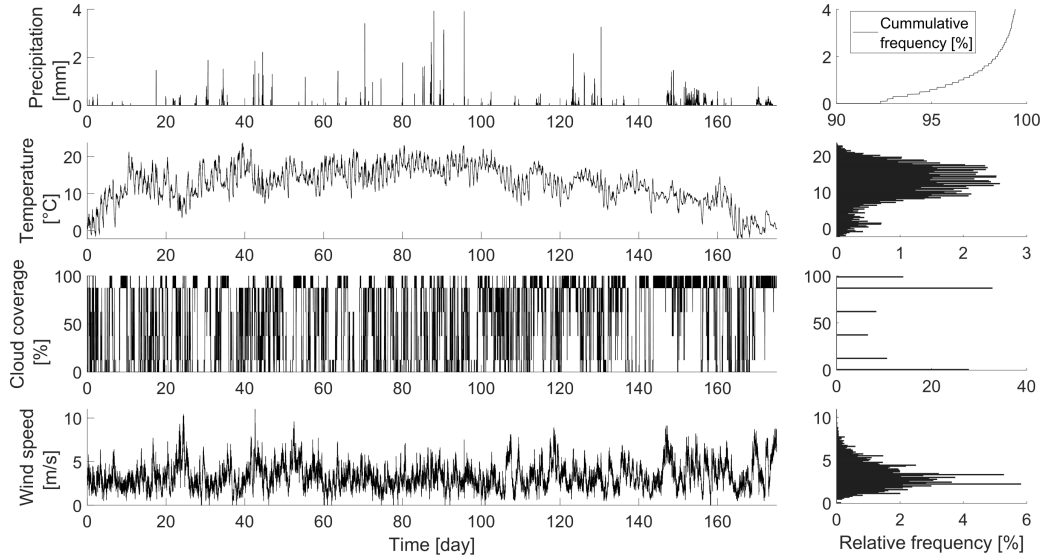 Precipitation
[mm]
4
2
0
0 20 40 60 80 100 120 140 160
4
2
0
Cummulative
frequency [%]
90 95 100
Temperature
[°C]
20
10
0
0 20 40 60 80 100 120 140 160
20
10
0
0 1 2 3
Cloud coverage
[%]
100
50
0
0 20 40 60 80 100 120 140 160
100
50
0
0 20 40
Wind speed
[m/s]
10
5
0
0 20 40 60 80 100 120 140 160
Time [day]
10
5
0
0 2 4 6
Relative frequency [%]